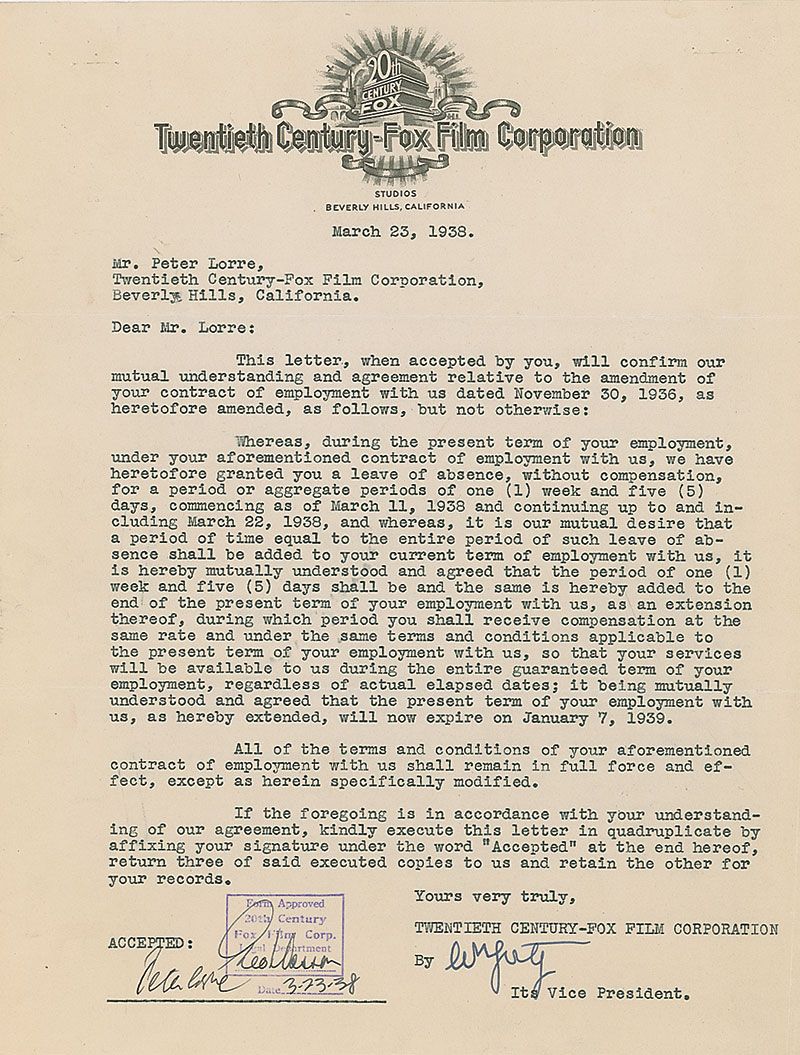 20th
CENTURY
FOX
Twentieth Century-Fox Film Corporation
STUDIOS
BEVERLY HILLS, CALIFORNIA
March 23, 1938.
Mr. Peter Lorre,
Twentieth Century-Fox Film Corporation,
Beverly Hills, California.
Dear Mr. Lorre:
This letter, when accepted by you, will confirm our
mutual understanding and agreement relative to the amendment of
your contract of employment with us dated November 30, 1936, as
heretofore amended, as follows, but not otherwise:
Whereas, during the present term of your employment,
under your aforementioned contract of employment with us, we have
heretofore granted you a leave of absence, without compensation,
for a period or aggregate periods of one (1) week and five (5)
days, commencing as of March 11, 1938 and continuing up to and in-
cluding March 22, 1938, and whereas, it is our mutual desire that
a period of time equal to the entire period of such leave of ab-
sence shall be added to your current term of employment with us, it
is hereby mutually understood and agreed that the period of one (1)
week and five (5) days shall be and the same is hereby added to the
end of the present term of your employment with us, as an extension
thereof, during which period you shall receive compensation at the
same rate and under the same terms and conditions applicable to
the present term of your employment with us, so that your services
will be available to us during the entire guaranteed term of your
employment, regardless of actual elapsed dates; it being mutually
understood and agreed that the present term of your employment with
us, as hereby extended, will now expire on January 7, 1939.
All of the terms and conditions of your aforementioned
contract of employment with us shall remain in full force and ef-
fect, except as herein specifically modified.
If the foregoing is in accordance with your understand-
ing of our agreement, kindly execute this letter in quadruplicate by
affixing your signature under the word "Accepted" at the end hereof,
return three of said executed copies to us and retain the other for
your records.
Yours very truly,
TWENTIETH CENTURY-FOX FILM CORPORATION
By
Its Vice President.
ACCEPTED:
Peter Lorre
Form Approved
20th Century
Fox Film Corp.
Legal Department
Date 3-23-38